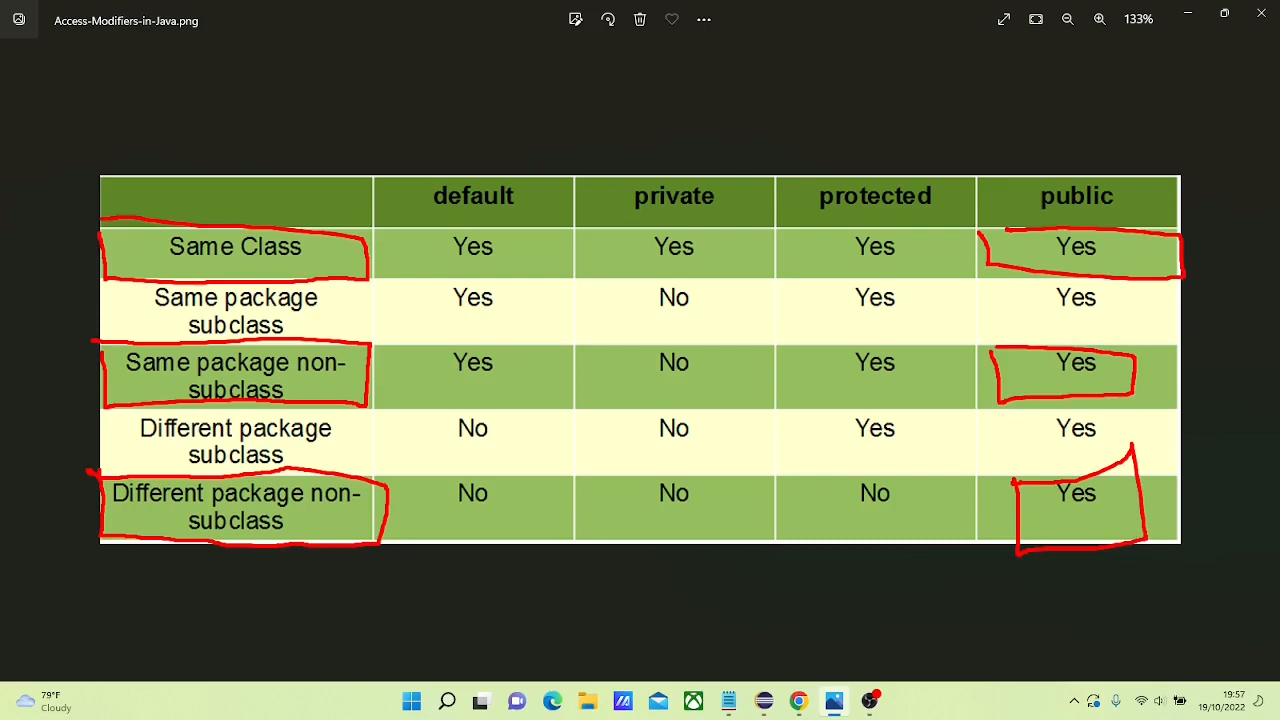 Access-Modifiers-in-Java.png
133%
default private protected public
Same Class Yes Yes Yes Yes
Same package
subclass Yes No Yes Yes
Same package non-
subclass Yes No Yes Yes
Different package
subclass No No Yes Yes
Different package non-
subclass No No No Yes
79°F
Cloudy
19:57
19/10/2022